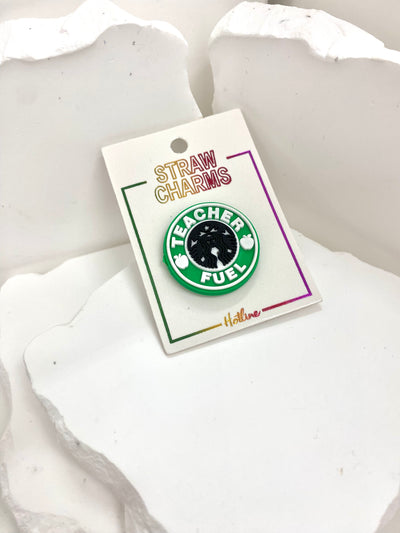 STRAW
CHARMS
TEACHER
FUEL
Hotline